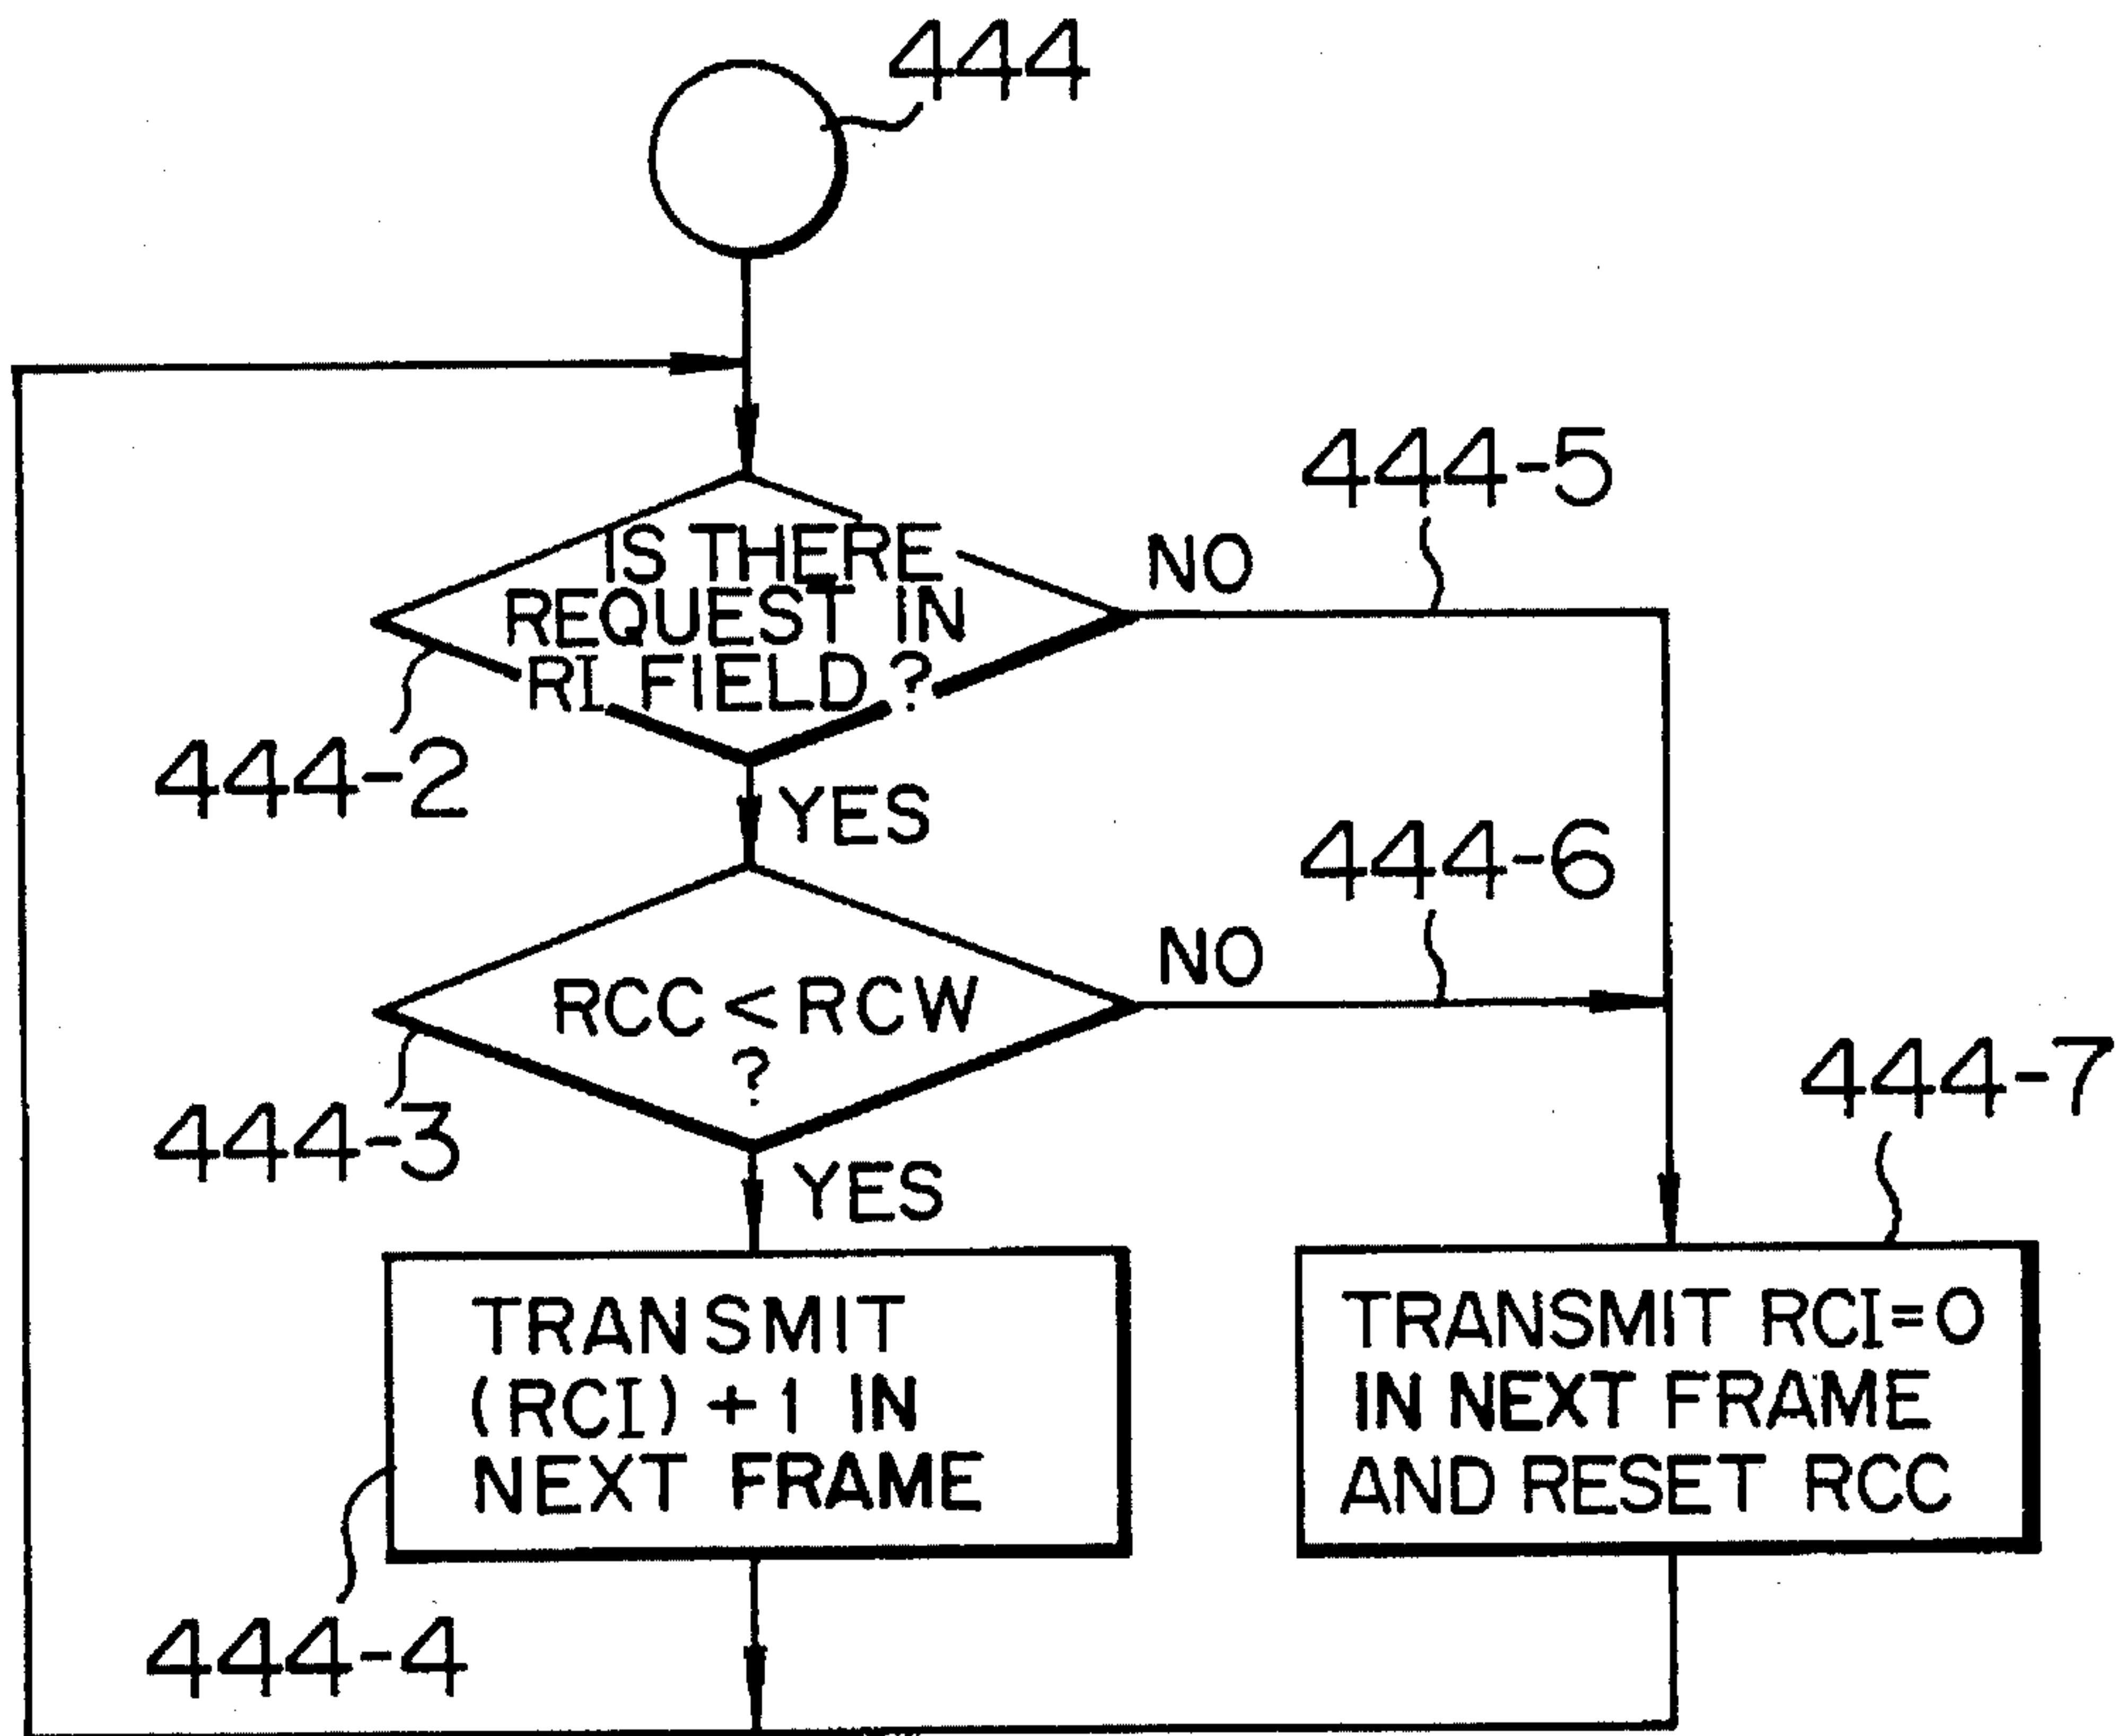 444
444-5
IS THERE
REQUEST IN
RI FIELD ?
NO
444-2
YES
444-6
RCC < RCW
?
NO
444-3
YES
444-7
TRANSMIT
(RCI) + 1 IN
NEXT FRAME
TRANSMIT RCI=0
IN NEXT FRAME
AND RESET RCC
444-4